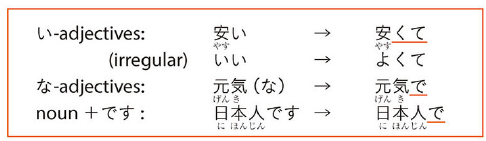 い-adjectives: 安い → 安くて
やす やす
(irregular) いい → よくて
な-adjectives: 元気（な） → 元気で
げん き げん き
noun ＋です: 日本人です → 日本人で
に ほんじん に ほんじん